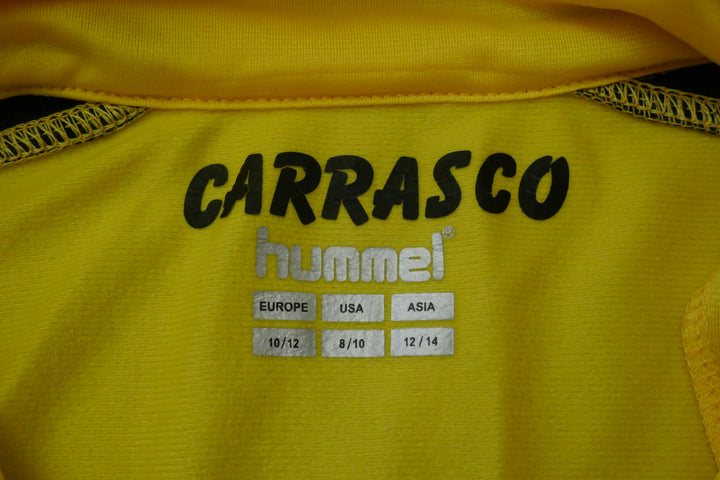 CARRASCO
hummel®
EUROPE USA ASIA
10/12 8/10 12/14